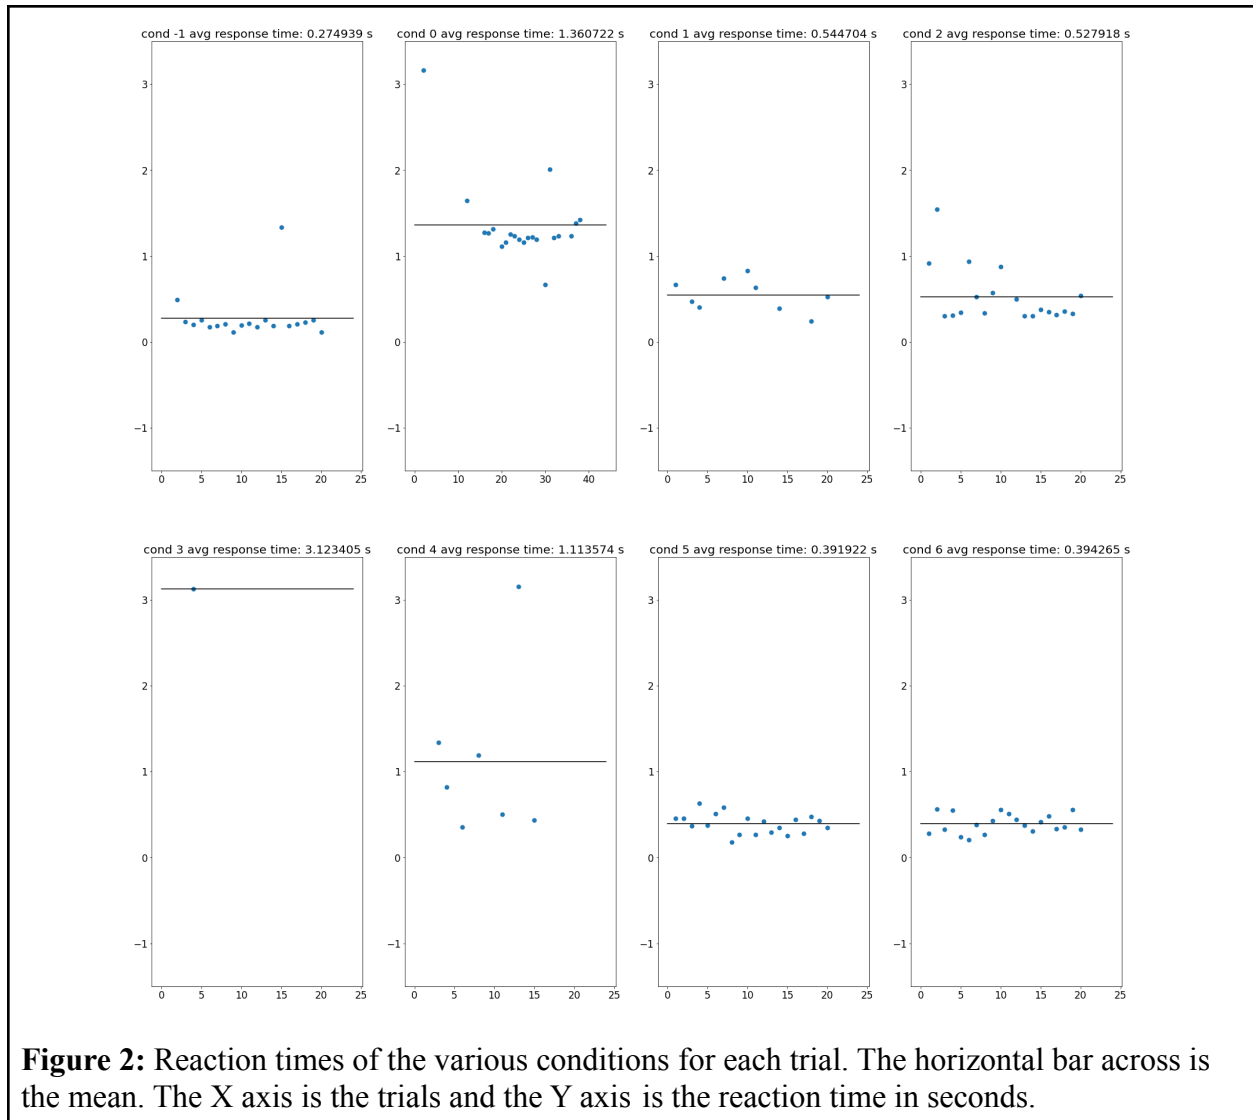 cond -1 avg response time: 0.274939 s
3
2
1
0
−1
0 5 10 15 20 25
cond 0 avg response time: 1.360722 s
3
2
1
0
−1
0 10 20 30 40
cond 1 avg response time: 0.544704 s
3
2
1
0
−1
0 5 10 15 20 25
cond 2 avg response time: 0.527918 s
3
2
1
0
−1
0 5 10 15 20 25
cond 3 avg response time: 3.123405 s
3
2
1
0
−1
0 5 10 15 20 25
cond 4 avg response time: 1.113574 s
3
2
1
0
−1
0 5 10 15 20 25
cond 5 avg response time: 0.391922 s
3
2
1
0
−1
0 5 10 15 20 25
cond 6 avg response time: 0.394265 s
3
2
1
0
−1
0 5 10 15 20 25
Figure 2: Reaction times of the various conditions for each trial. The horizontal bar across is
the mean. The X axis is the trials and the Y axis is the reaction time in seconds.